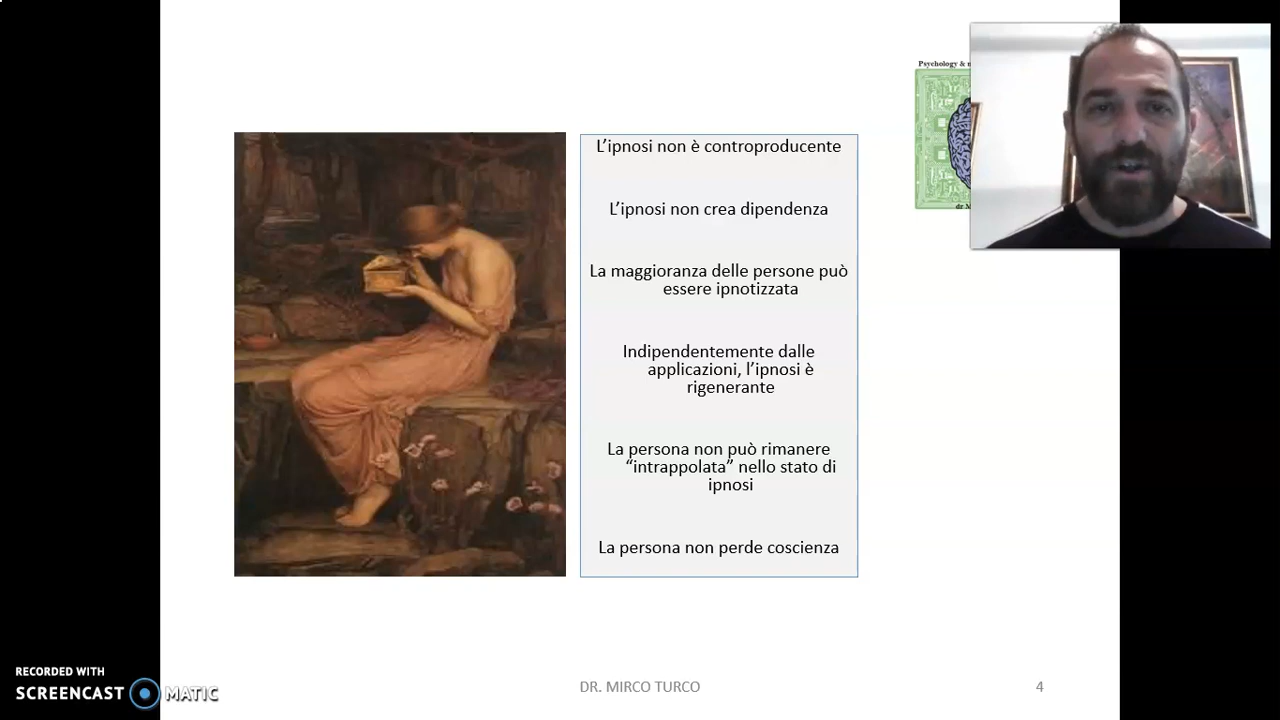 Psychology &
L’ipnosi non è controproducente
L’ipnosi non crea dipendenza
La maggioranza delle persone può
essere ipnotizzata
Indipendentemente dalle
applicazioni, l’ipnosi è
rigenerante
La persona non può rimanere
“intrappolata” nello stato di
ipnosi
La persona non perde coscienza
dr
RECORDED WITH
SCREENCAST MATIC
DR. MIRCO TURCO
4